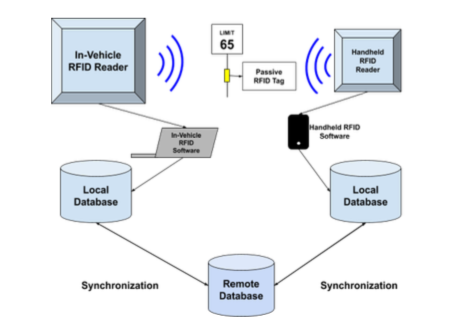 In-Vehicle
RFID Reader
LIMIT
65
Passive
RFID Tag
Handheld
RFID
Reader
In-Vehicle
RFID
Software
Handheld RFID
Software
Local
Database
Local
Database
Remote
Database
Synchronization
Synchronization